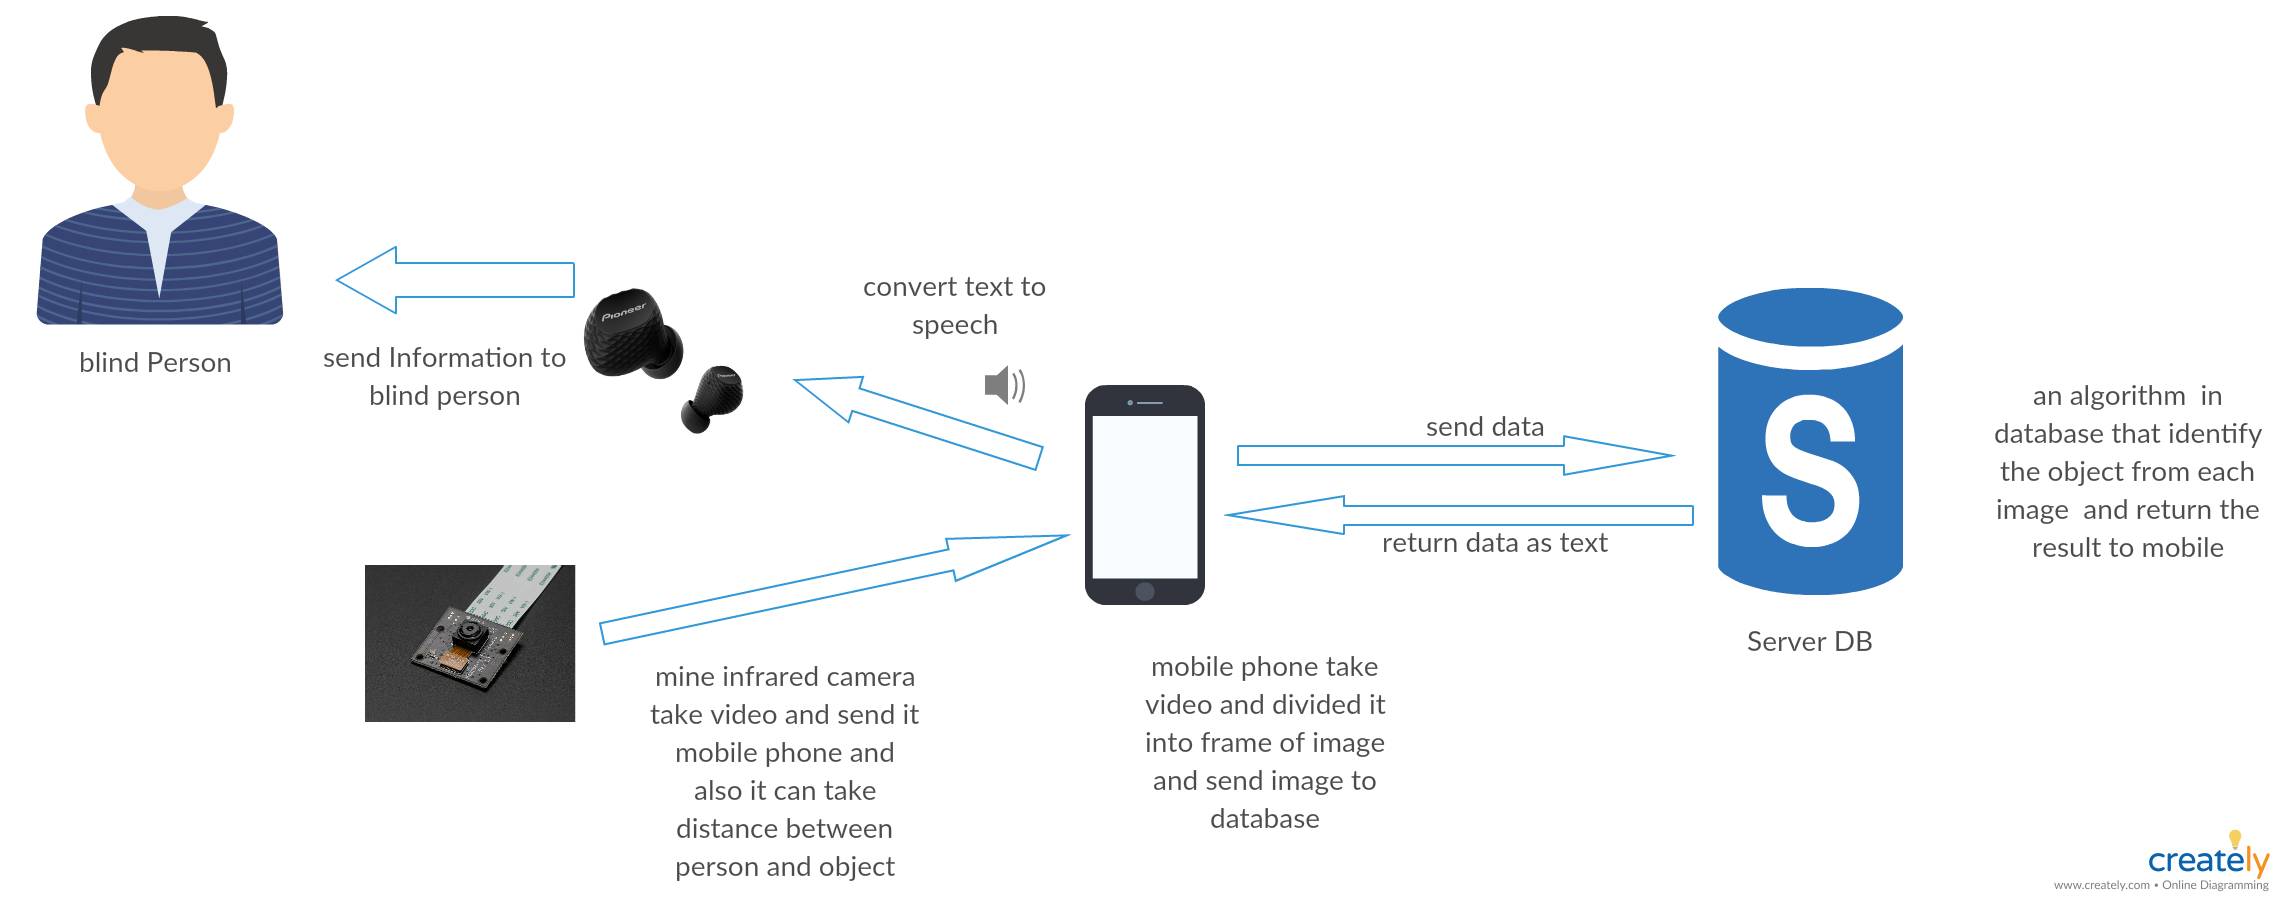 blind Person
send Information to
blind person
Pioneer
Pioneer
convert text to
speech
send data
return data as text
S
Server DB
an algorithm in
database that identify
the object from each
image and return the
result to mobile
mine infrared camera
take video and send it
mobile phone and
also it can take
distance between
person and object
mobile phone take
video and divided it
into frame of image
and send image to
database
creately
www.creately.com • Online Diagramming